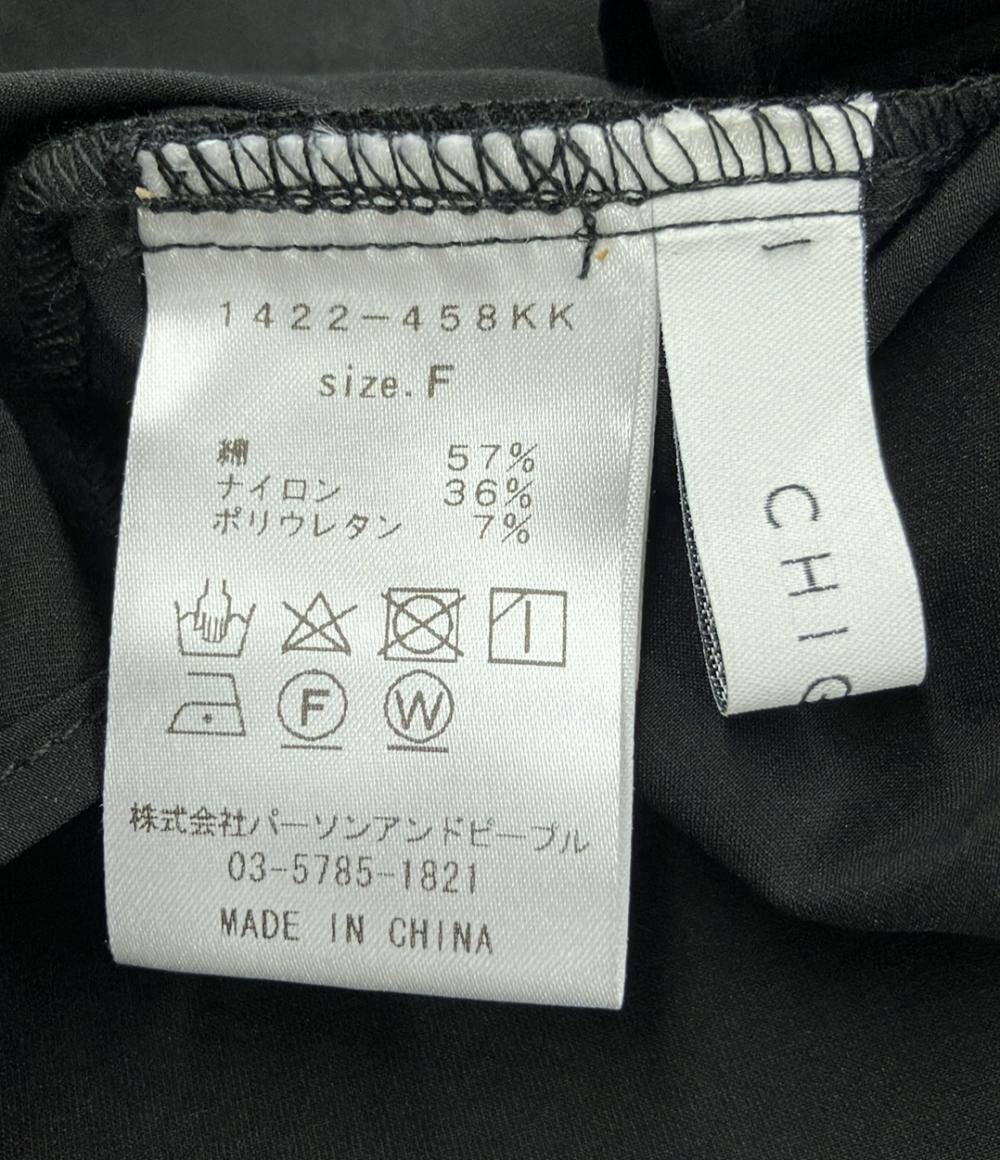 1422-458KK
size.F
綿 57%
ナイロン 36%
ポリウレタン 7%
F W
株式会社パーソンアンドピープル
03-5785-1821
MADE IN CHINA
CHI